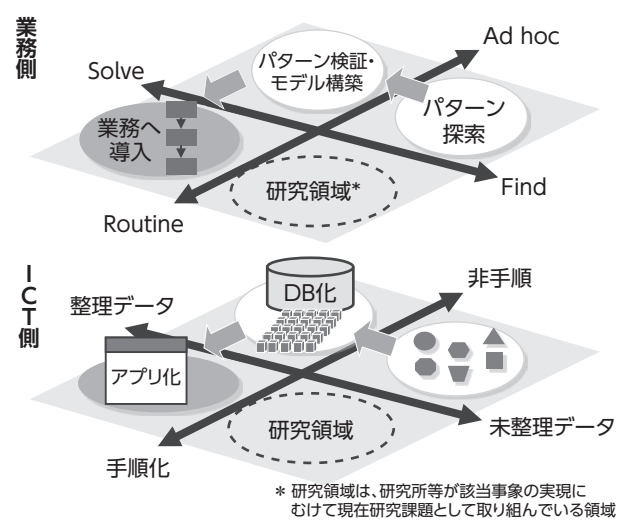 業務側
Ad hoc
Solve
パターン検証・
モデル構築
パターン
探索
業務へ
導入
研究領域*
Find
Routine
ICT側
DB化
非手順
整理データ
アプリ化
研究領域
未整理データ
手順化
* 研究領域は、研究所等が該当事象の実現に
むけて現在研究課題として取り組んでいる領域